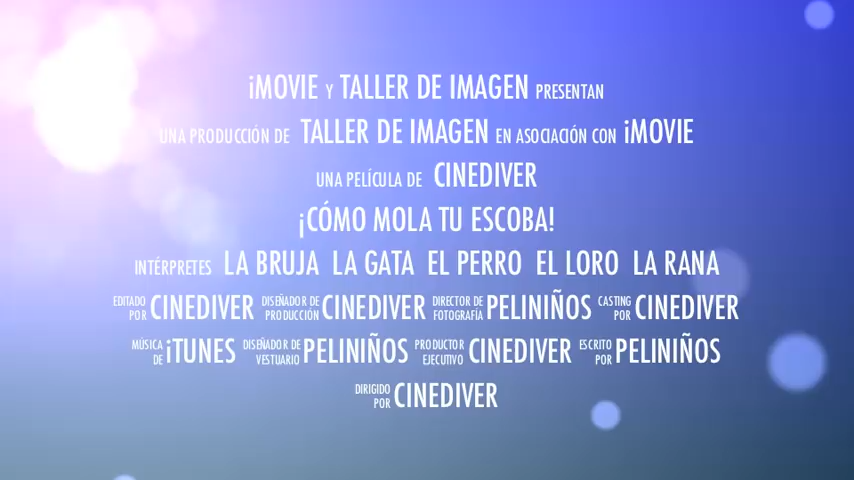 iMOVIE Y TALLER DE IMAGEN PRESENTAN
UNA PRODUCCIÓN DE TALLER DE IMAGEN EN ASOCIACIÓN CON iMOVIE
UNA PELÍCULA DE CINEDIVER
¡CÓMO MOLA TU ESCOBA!
INTÉRPRETES LA BRUJA LA GATA EL PERRO EL LORO LA RANA
EDITADO POR CINEDIVER DISEÑADOR DE PRODUCCIÓN CINEDIVER DIRECTOR DE FOTOGRAFÍA PELINIÑOS CASTING POR CINEDIVER
MÚSICA DE iTUNES DISEÑADOR DE VESTUARIO PELINIÑOS PRODUCTOR EJECUTIVO CINEDIVER ESCRITO POR PELINIÑOS
DIRIGIDO POR CINEDIVER